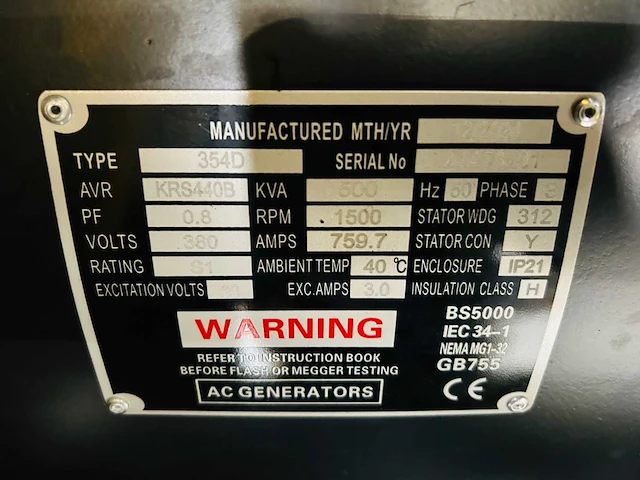 MANUFACTURED MTH/YR
TYPE 354D SERIAL No
AVR KRS440B KVA 500 Hz 50 PHASE 3
PF 0.8 RPM 1500 STATOR WDG 312
VOLTS 380 AMPS 759.7 STATOR CON Y
RATING S1 AMBIENT TEMP 40 ℃ ENCLOSURE IP21
EXCITATION VOLTS EXC.AMPS 3.0 INSULATION CLASS H
WARNING
REFER TO INSTRUCTION BOOK
BEFORE FLASH OR MEGGER TESTING
AC GENERATORS
BS5000
IEC 34-1
NEMA MG1-32
GB755
CE